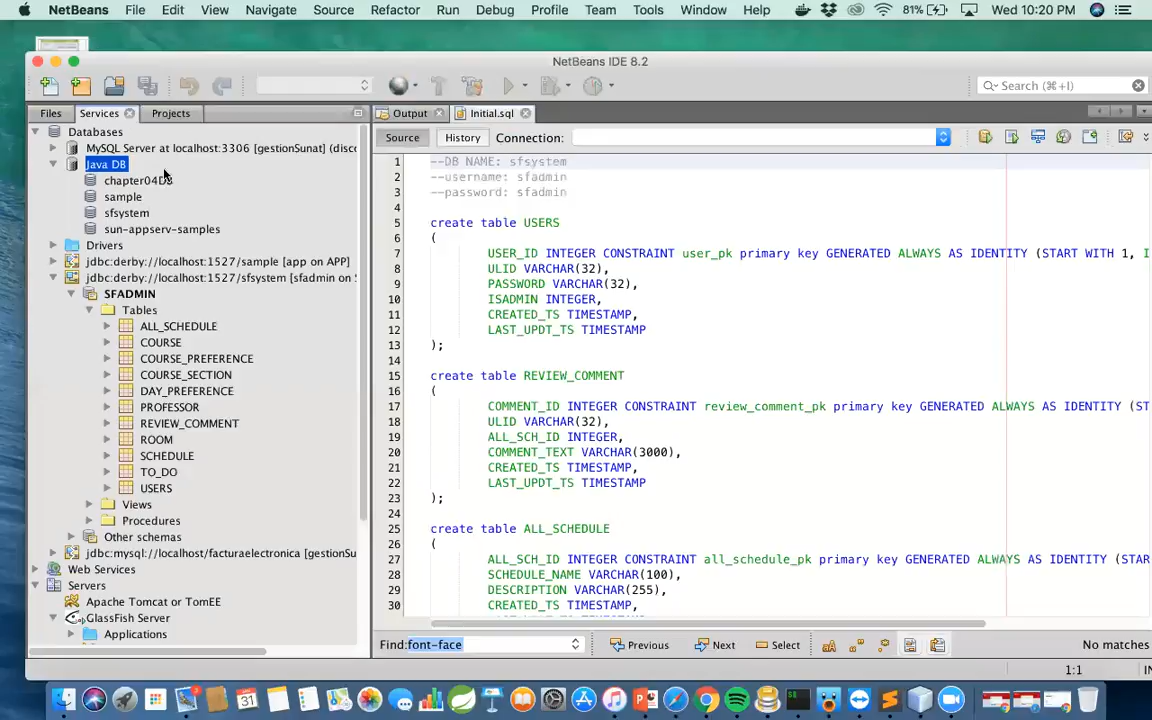 NetBeans File Edit View Navigate Source Refactor Run Debug Profile Team Tools Window Help 81% Wed 10:20 PM
NetBeans IDE 8.2
Search (⌘+I)
Files Services Projects
Output Initial.sql
Source History Connection:
Databases
MySQL Server at localhost:3306 [gestionSunat] (disco
Java DB
sample
sfsystem
sun-appserv-samples
Drivers
jdbc:derby://localhost:1527/sample [app on APP]
jdbc:derby://localhost:1527/sfsystem [sfadmin on S
SFADMIN
Tables
ALL_SCHEDULE
COURSE
COURSE_PREFERENCE
COURSE_SECTION
DAY_PREFERENCE
PROFESSOR
REVIEW_COMMENT
ROOM
SCHEDULE
TO_DO
USERS
Views
Procedures
Other schemas
jdbc:mysql://localhost/facturaelectronica [gestionSu
Web Services
Servers
Apache Tomcat or TomEE
GlassFish Server
Applications
1 --DB NAME: sfsystem
2 --username: sfadmin
3 --password: sfadmin
4
5 create table USERS
6 (
7 USER_ID INTEGER CONSTRAINT user_pk primary key GENERATED ALWAYS AS IDENTITY (START WITH 1, I
8 ULID VARCHAR(32),
9 PASSWORD VARCHAR(32),
10 ISADMIN INTEGER,
11 CREATED_TS TIMESTAMP,
12 LAST_UPDT_TS TIMESTAMP
13 );
14
15 create table REVIEW_COMMENT
16 (
17 COMMENT_ID INTEGER CONSTRAINT review_comment_pk primary key GENERATED ALWAYS AS IDENTITY (ST
18 ULID VARCHAR(32),
19 ALL_SCH_ID INTEGER,
20 COMMENT_TEXT VARCHAR(3000),
21 CREATED_TS TIMESTAMP,
22 LAST_UPDT_TS TIMESTAMP
23 );
24
25 create table ALL_SCHEDULE
26 (
27 ALL_SCH_ID INTEGER CONSTRAINT all_schedule_pk primary key GENERATED ALWAYS AS IDENTITY (STAR
28 SCHEDULE_NAME VARCHAR(100),
29 DESCRIPTION VARCHAR(255),
30 CREATED_TS TIMESTAMP,
Find: font-face Previous Next Select No matches
1:1 IN